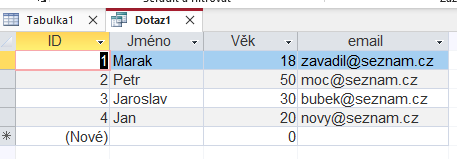 Tabulka1 Dotaz1
ID Jméno Věk email
1 Marak 18 zavadil@seznam.cz
2 Petr 50 moc@seznam.cz
3 Jaroslav 30 bubek@seznam.cz
4 Jan 20 novy@seznam.cz
* (Nové) 0